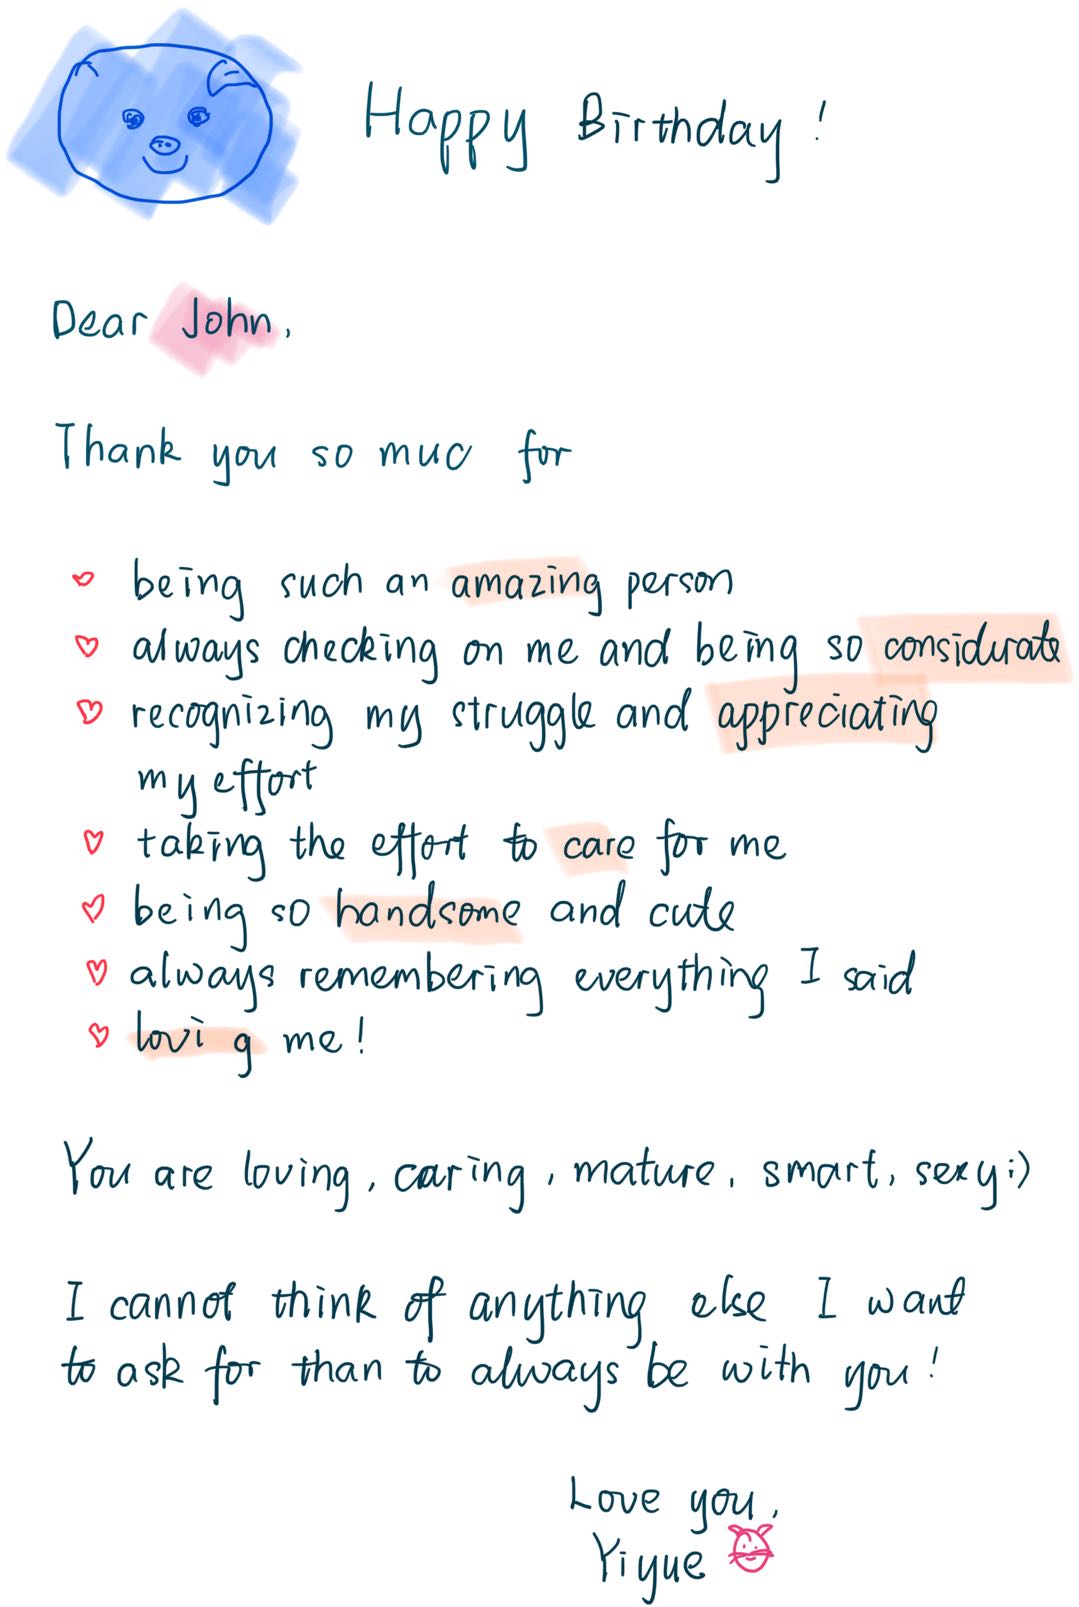 Happy Birthday!
Dear John,
Thank you so muc for
being such an amazing person
always checking on me and being so considerate
recognizing my struggle and appreciating
my effort
taking the effort to care for me
being so handsome and cute
always remembering everything I said
lovi g me!
You are loving, caring, mature, smart, sexy;)
I cannot think of anything else I want
to ask for than to always be with you!
Love you,
Yiyue